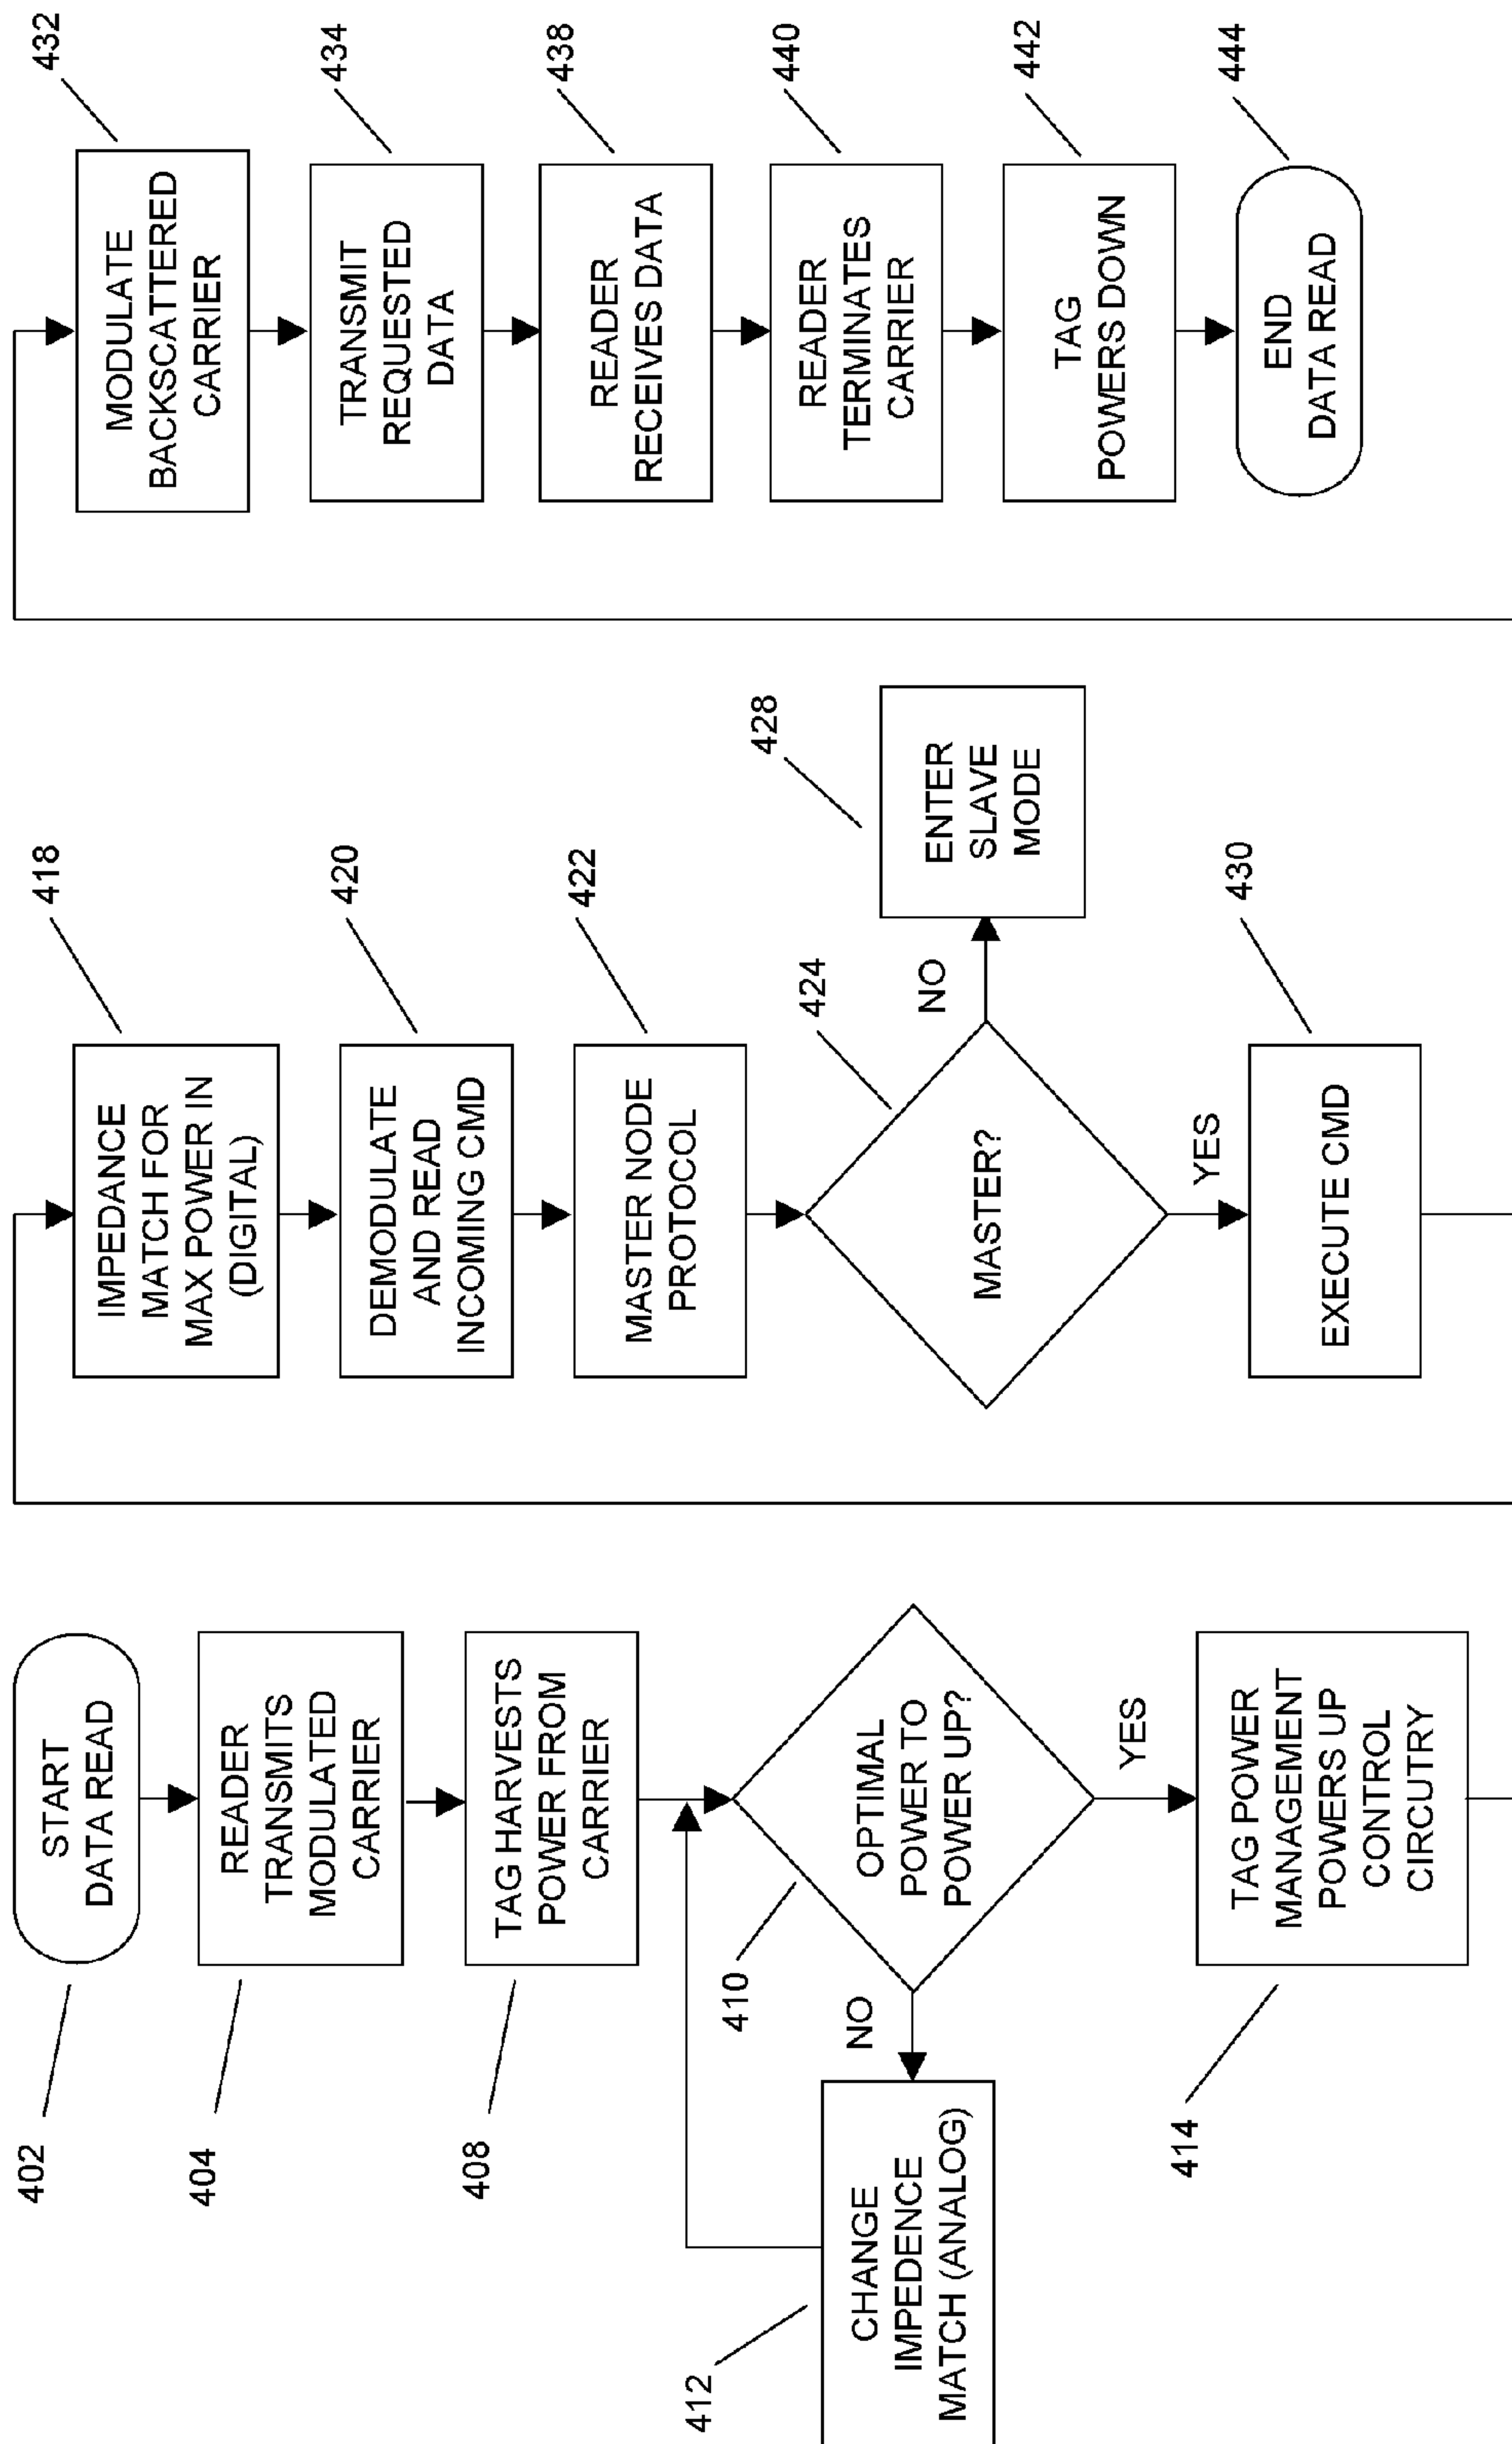 START
DATA READ
402
READER
TRANSMITS
MODULATED
CARRIER
404
TAG HARVESTS
POWER FROM
CARRIER
408
OPTIMAL
POWER TO
POWER UP?
410
NO
CHANGE
IMPEDENCE
MATCH (ANALOG)
412
YES
TAG POWER
MANAGEMENT
POWERS UP
CONTROL
CIRCUTRY
414
IMPEDANCE
MATCH FOR
MAX POWER IN
(DIGITAL)
418
DEMODULATE
AND READ
INCOMING CMD
420
MASTER NODE
PROTOCOL
422
MASTER?
424
NO
ENTER
SLAVE
MODE
428
YES
EXECUTE CMD
430
MODULATE
BACKSCATTERED
CARRIER
432
TRANSMIT
REQUESTED
DATA
434
READER
RECEIVES DATA
438
READER
TERMINATES
CARRIER
440
TAG
POWERS DOWN
442
END
DATA READ
444